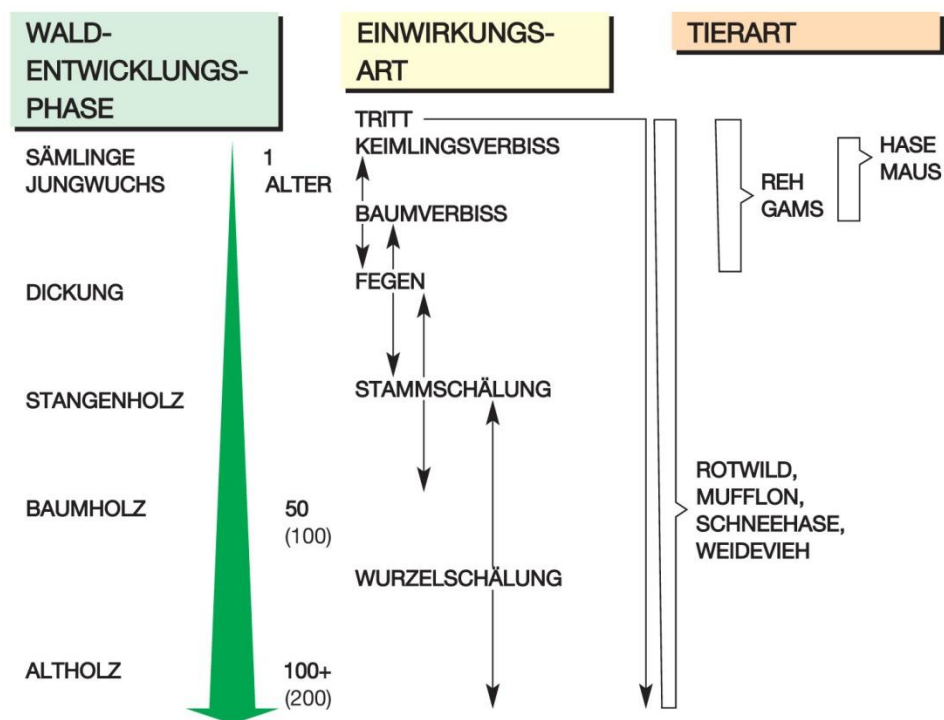 WALD-
ENTWICKLUNGS-
PHASE
EINWIRKUNGS-
ART
TIERART
SÄMLINGE
JUNGWUCHS
1
ALTER
DICKUNG
STANGENHOLZ
BAUMHOLZ
50
(100)
ALTHOLZ
100+
(200)
TRITT
KEIMLINGSVERBISS
BAUMVERBISS
FEGEN
STAMMSCHÄLUNG
WURZELSCHÄLUNG
REH
GAMS
HASE
MAUS
ROTWILD,
MUFFLON,
SCHNEEHASE,
WEIDEVIEH